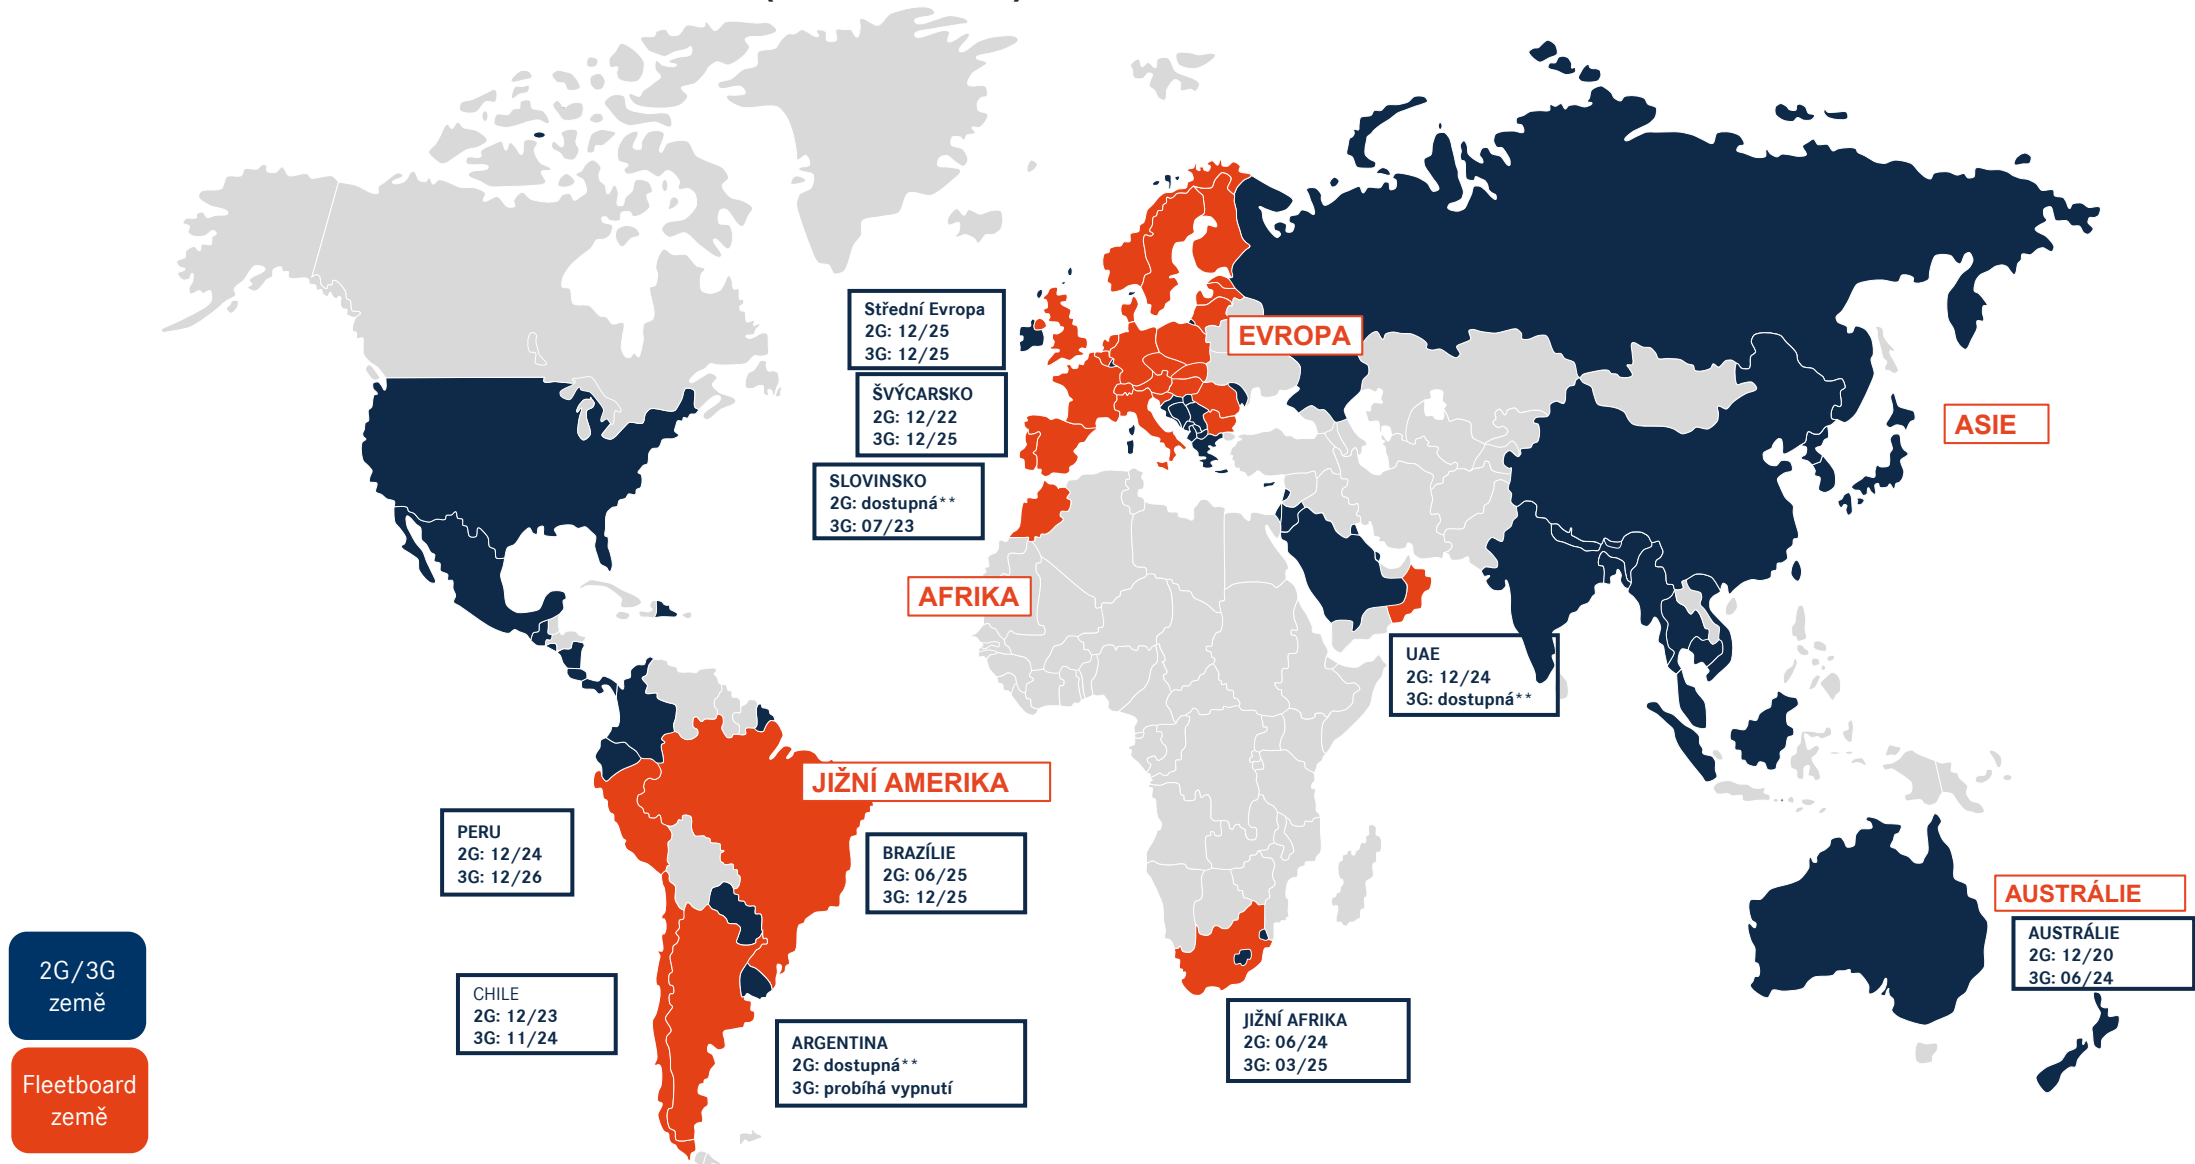 Střední Evropa
2G: 12/25
3G: 12/25
EVROPA
ŠVÝCARSKO
2G: 12/22
3G: 12/25
ASIE
SLOVINSKO
2G: dostupná**
3G: 07/23
AFRIKA
UAE
2G: 12/24
3G: dostupná**
JIŽNÍ AMERIKA
PERU
2G: 12/24
3G: 12/26
BRAZÍLIE
2G: 06/25
3G: 12/25
AUSTRÁLIE
AUSTRÁLIE
2G: 12/20
3G: 06/24
2G/3G
země
CHILE
2G: 12/23
3G: 11/24
JIŽNÍ AFRIKA
2G: 06/24
3G: 03/25
ARGENTINA
2G: dostupná**
3G: probíhá vypnutí
Fleetboard
země